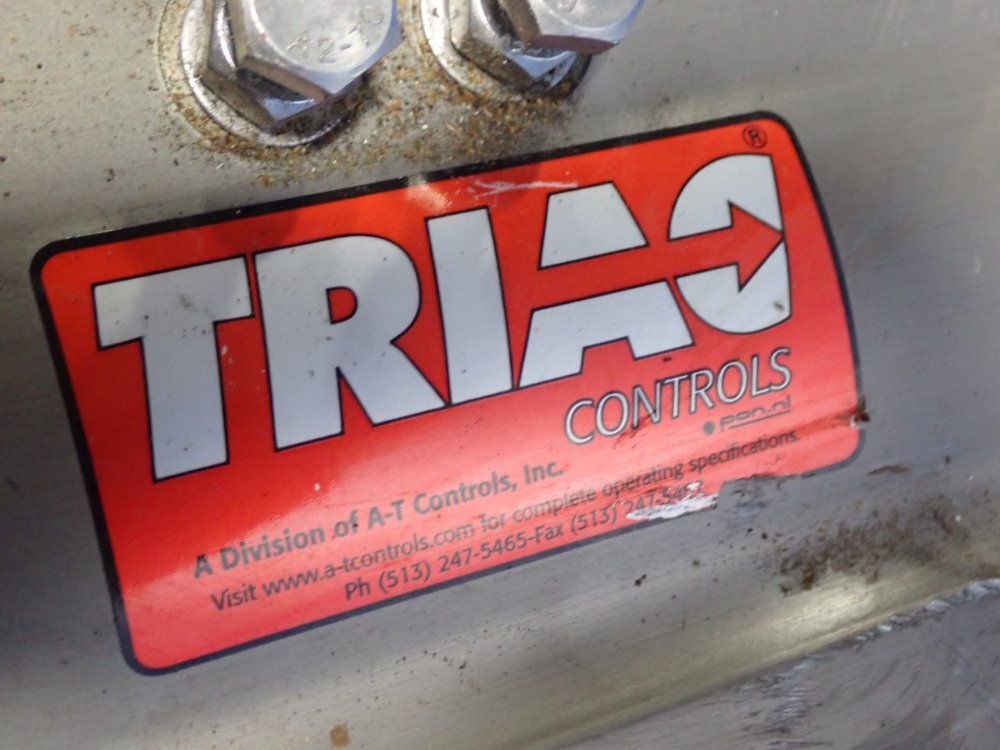 A2-70
®
TRIAC
CONTROLS
A Division of A-T Controls, Inc.
Visit www.a-tcontrols.com for complete operating specifications.
Ph (513) 247-5465-Fax (513)